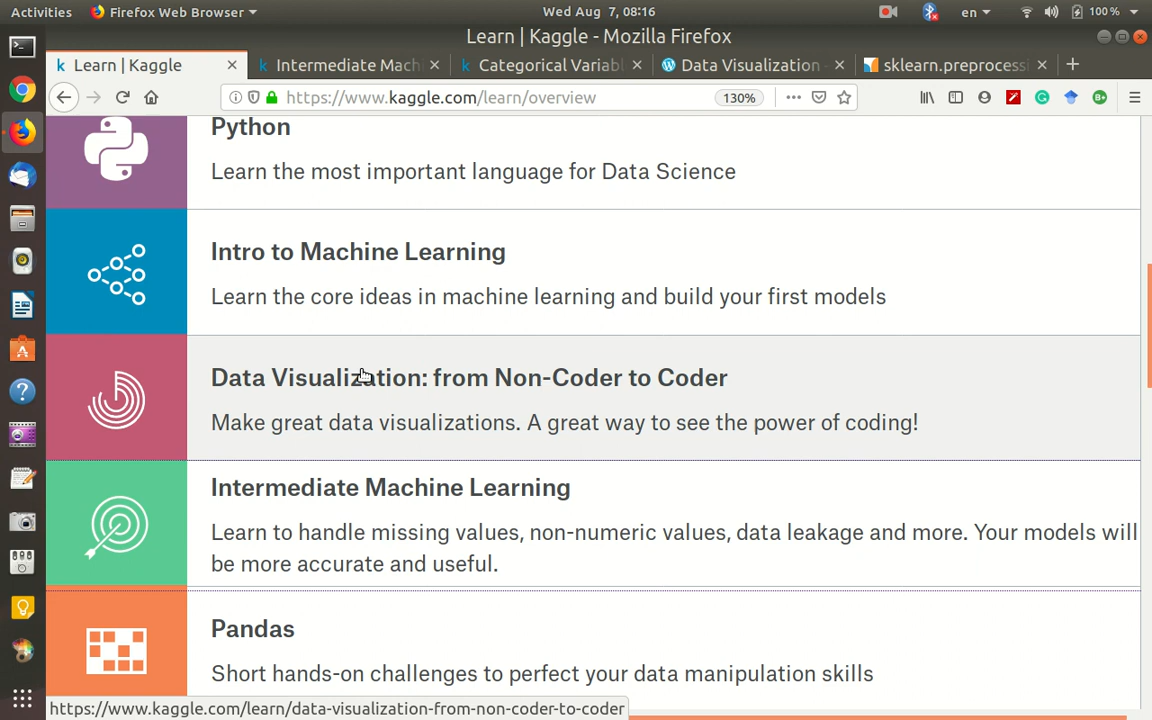 Activities Firefox Web Browser Wed Aug 7, 08:16 en 100 %
Learn | Kaggle - Mozilla Firefox
k Learn | Kaggle k Intermediate Mach k Categorical Variabl Data Visualization - sklearn.preprocessi
https://www.kaggle.com/learn/overview 130%
Python
Learn the most important language for Data Science
Intro to Machine Learning
Learn the core ideas in machine learning and build your first models
Data Visualization: from Non-Coder to Coder
Make great data visualizations. A great way to see the power of coding!
Intermediate Machine Learning
Learn to handle missing values, non-numeric values, data leakage and more. Your models will
be more accurate and useful.
Pandas
Short hands-on challenges to perfect your data manipulation skills
https://www.kaggle.com/learn/data-visualization-from-non-coder-to-coder